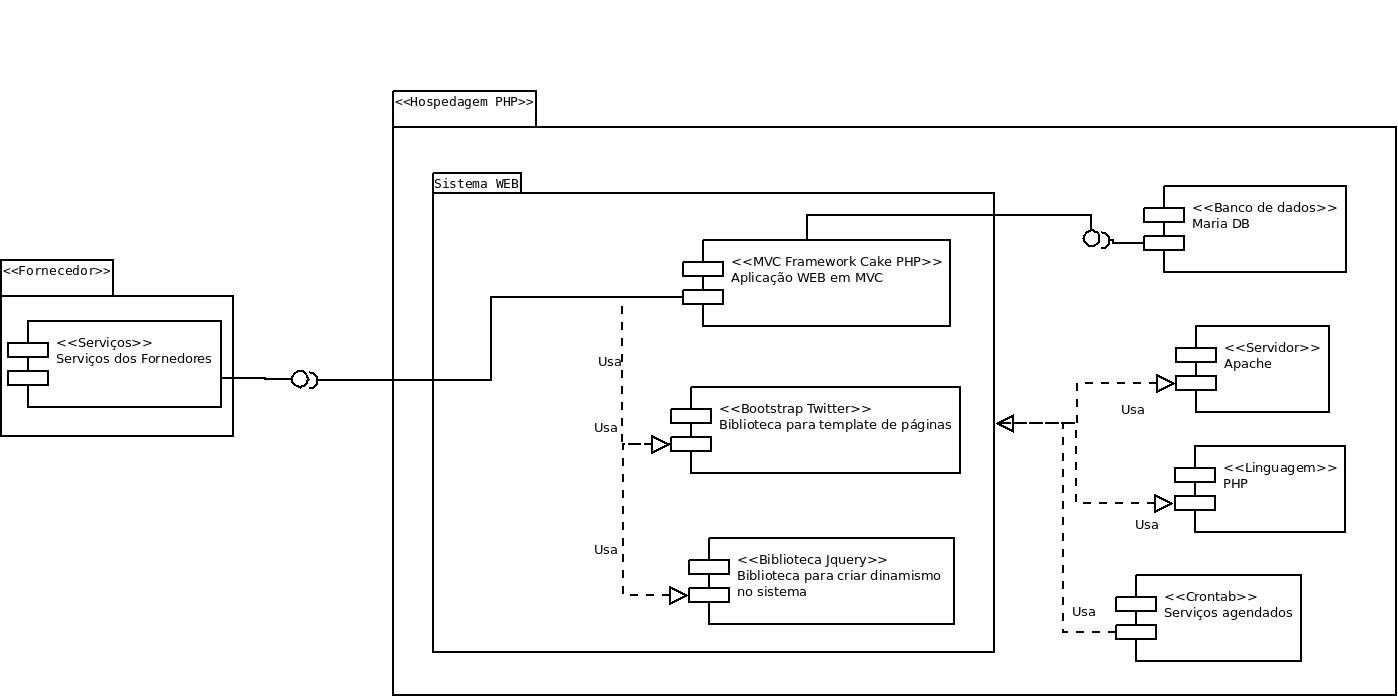 <<Hospedagem PHP>>
Sistema WEB
<<Banco de dados>>
Maria DB
<<MVC Framework Cake PHP>>
Aplicação WEB em MVC
<<Fornecedor>>
<<Serviços>>
Serviços dos Fornedores
Usa
<<Servidor>>
Apache
Usa
<<Bootstrap Twitter>>
Biblioteca para template de páginas
Usa
<<Linguagem>>
PHP
Usa
Usa
<<Biblioteca Jquery>>
Biblioteca para criar dinamismo
no sistema
<<Crontab>>
Serviços agendados
Usa